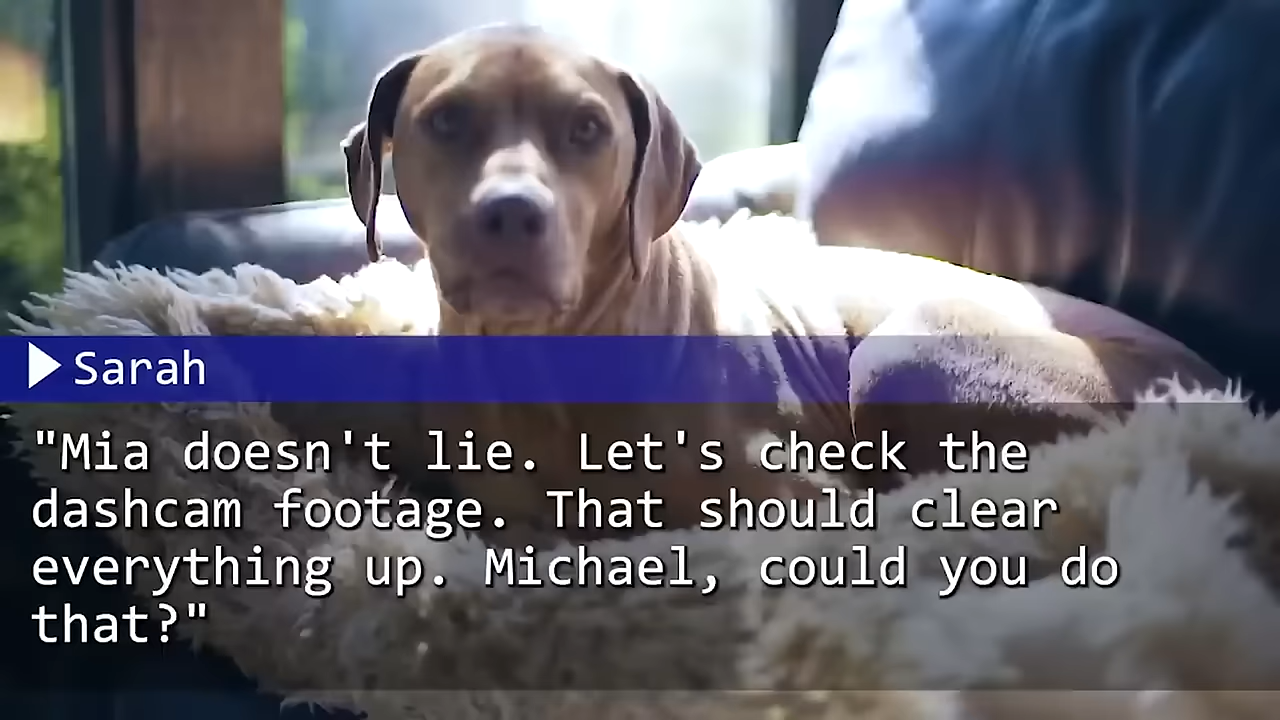 Sarah
"Mia doesn't lie. Let's check the
dashcam footage. That should clear
everything up. Michael, could you do
that?"